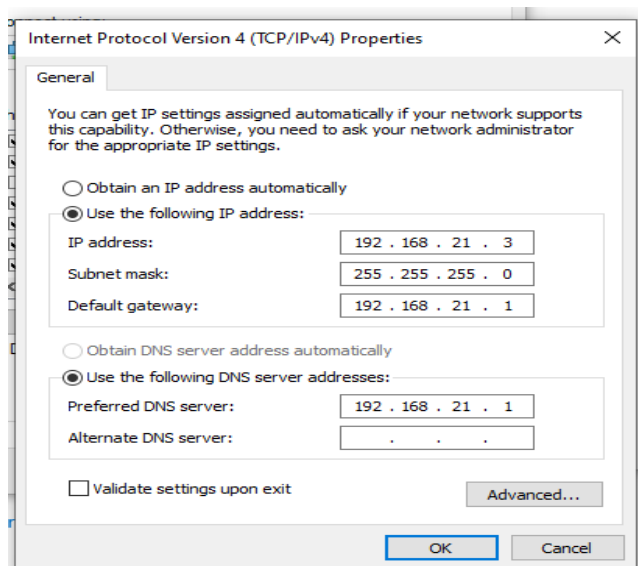 Internet Protocol Version 4 (TCP/IPv4) Properties
General
You can get IP settings assigned automatically if your network supports
this capability. Otherwise, you need to ask your network administrator
for the appropriate IP settings.
Obtain an IP address automatically
Use the following IP address:
IP address: 192 . 168 . 21 . 3
Subnet mask: 255 . 255 . 255 . 0
Default gateway: 192 . 168 . 21 . 1
Obtain DNS server address automatically
Use the following DNS server addresses:
Preferred DNS server: 192 . 168 . 21 . 1
Alternate DNS server: . . .
Validate settings upon exit
Advanced...
OK Cancel